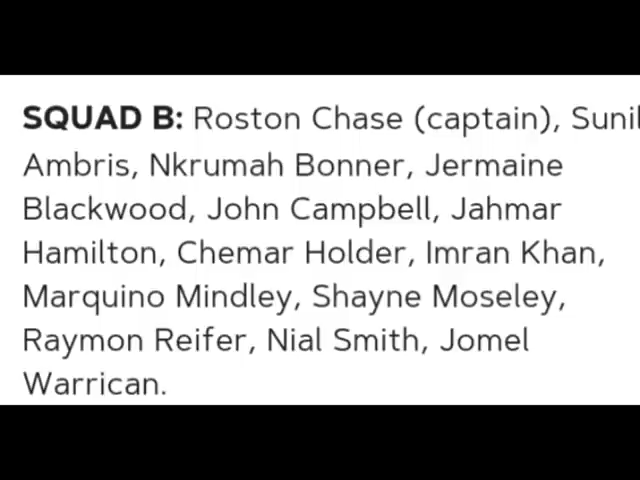 SQUAD B: Roston Chase (captain), Sunil
Ambris, Nkrumah Bonner, Jermaine
Blackwood, John Campbell, Jahmar
Hamilton, Chemar Holder, Imran Khan,
Marquino Mindley, Shayne Moseley,
Raymon Reifer, Nial Smith, Jomel
Warrican.